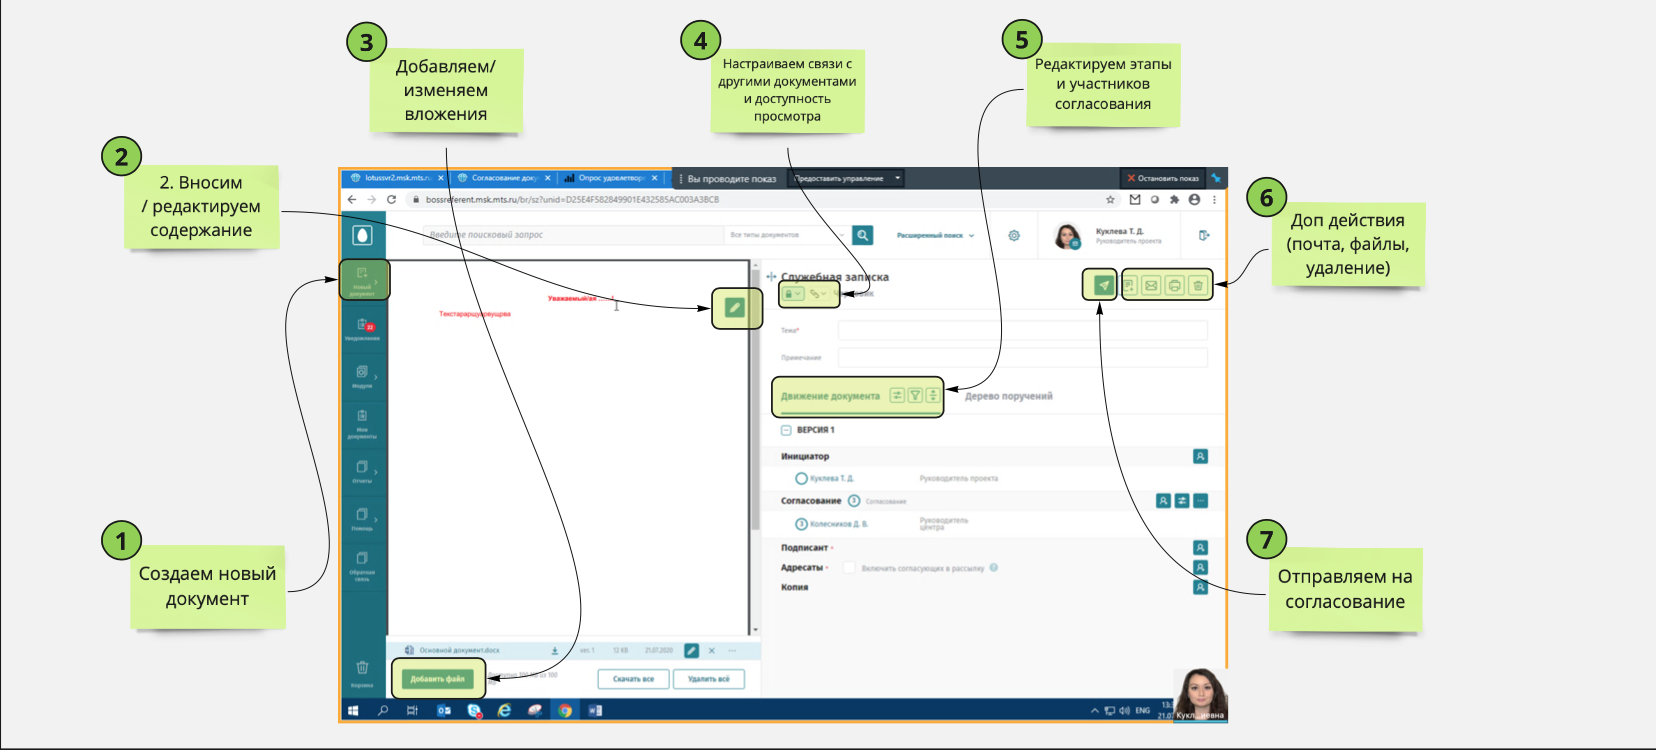 3
Добавляем/
изменяем
вложения
4
Настраиваем связи с
другими документами
и доступность
просмотра
5
Редактируем этапы
и участников
согласования
2
2. Вносим
/ редактируем
содержание
6
Доп действия
(почта, файлы,
удаление)
1
Создаем новый
документ
7
Отправляем на
согласование
lotussvr2.msk.mts.ru
Согласование доку
Опрос удовлетвор
Вы проводите показ
Предоставить управление
Остановить показ
bossreferent.msk.mts.ru/br/sz?unid=D25E4F582849901E432585AC003A3BCB
Введите поисковый запрос
Все типы документов
Расширенный поиск
Куклева Т. Д.
Руководитель проекта
Новый
документ
22
Уведомления
Модули
Мои
документы
Отчеты
Помощь
Обратная
связь
Корзина
Уважаемый/ая
Служебная записка
Тема*
Примечание
Движение документа
Дерево поручений
ВЕРСИЯ 1
Инициатор
Куклева Т. Д.
Руководитель проекта
Согласование
3
Согласование
3
Колесников Д. В.
Руководитель
центра
Подписант
Адресаты
Включить согласующих в рассылку
Копия
Основной документ.docx
ver. 1
12 KB
21.07.2020
Добавить файл
Скачать все
Удалить всё
ENG